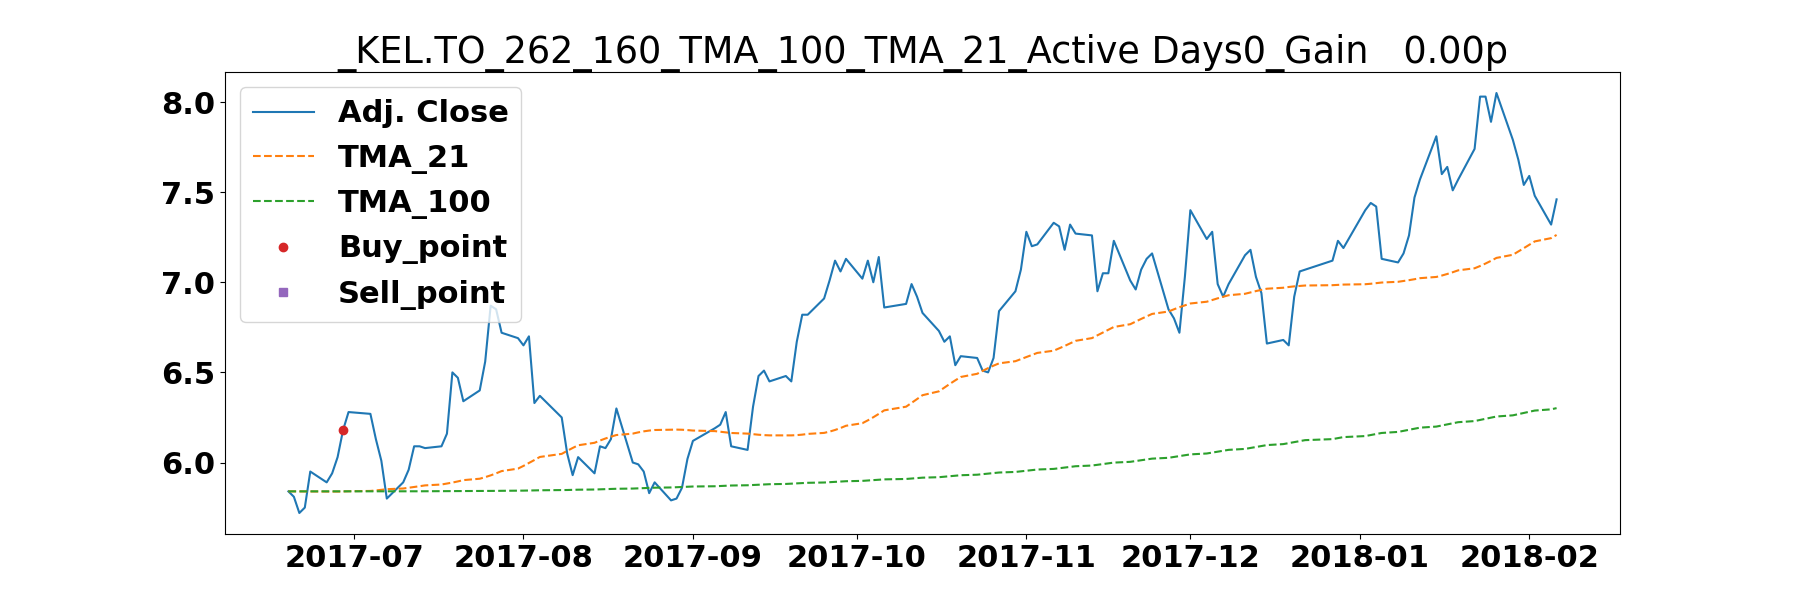 _KEL.TO_262_160_TMA_100_TMA_21_Active Days0_Gain   0.00p
8.0
7.5
7.0
6.5
6.0
Adj. Close
TMA_21
TMA_100
Buy_point
Sell_point
2017-07 2017-08 2017-09 2017-10 2017-11 2017-12 2018-01 2018-02